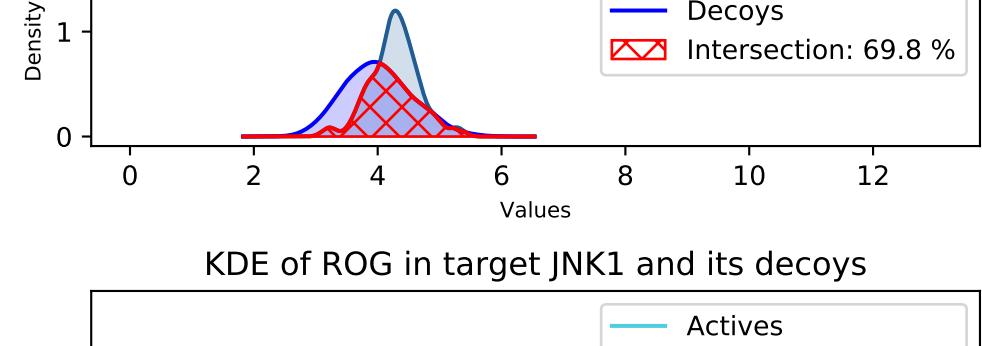 Density
1
0
Decoys
Intersection: 69.8 %
0 2 4 6 8 10 12
Values
KDE of ROG in target JNK1 and its decoys
Actives